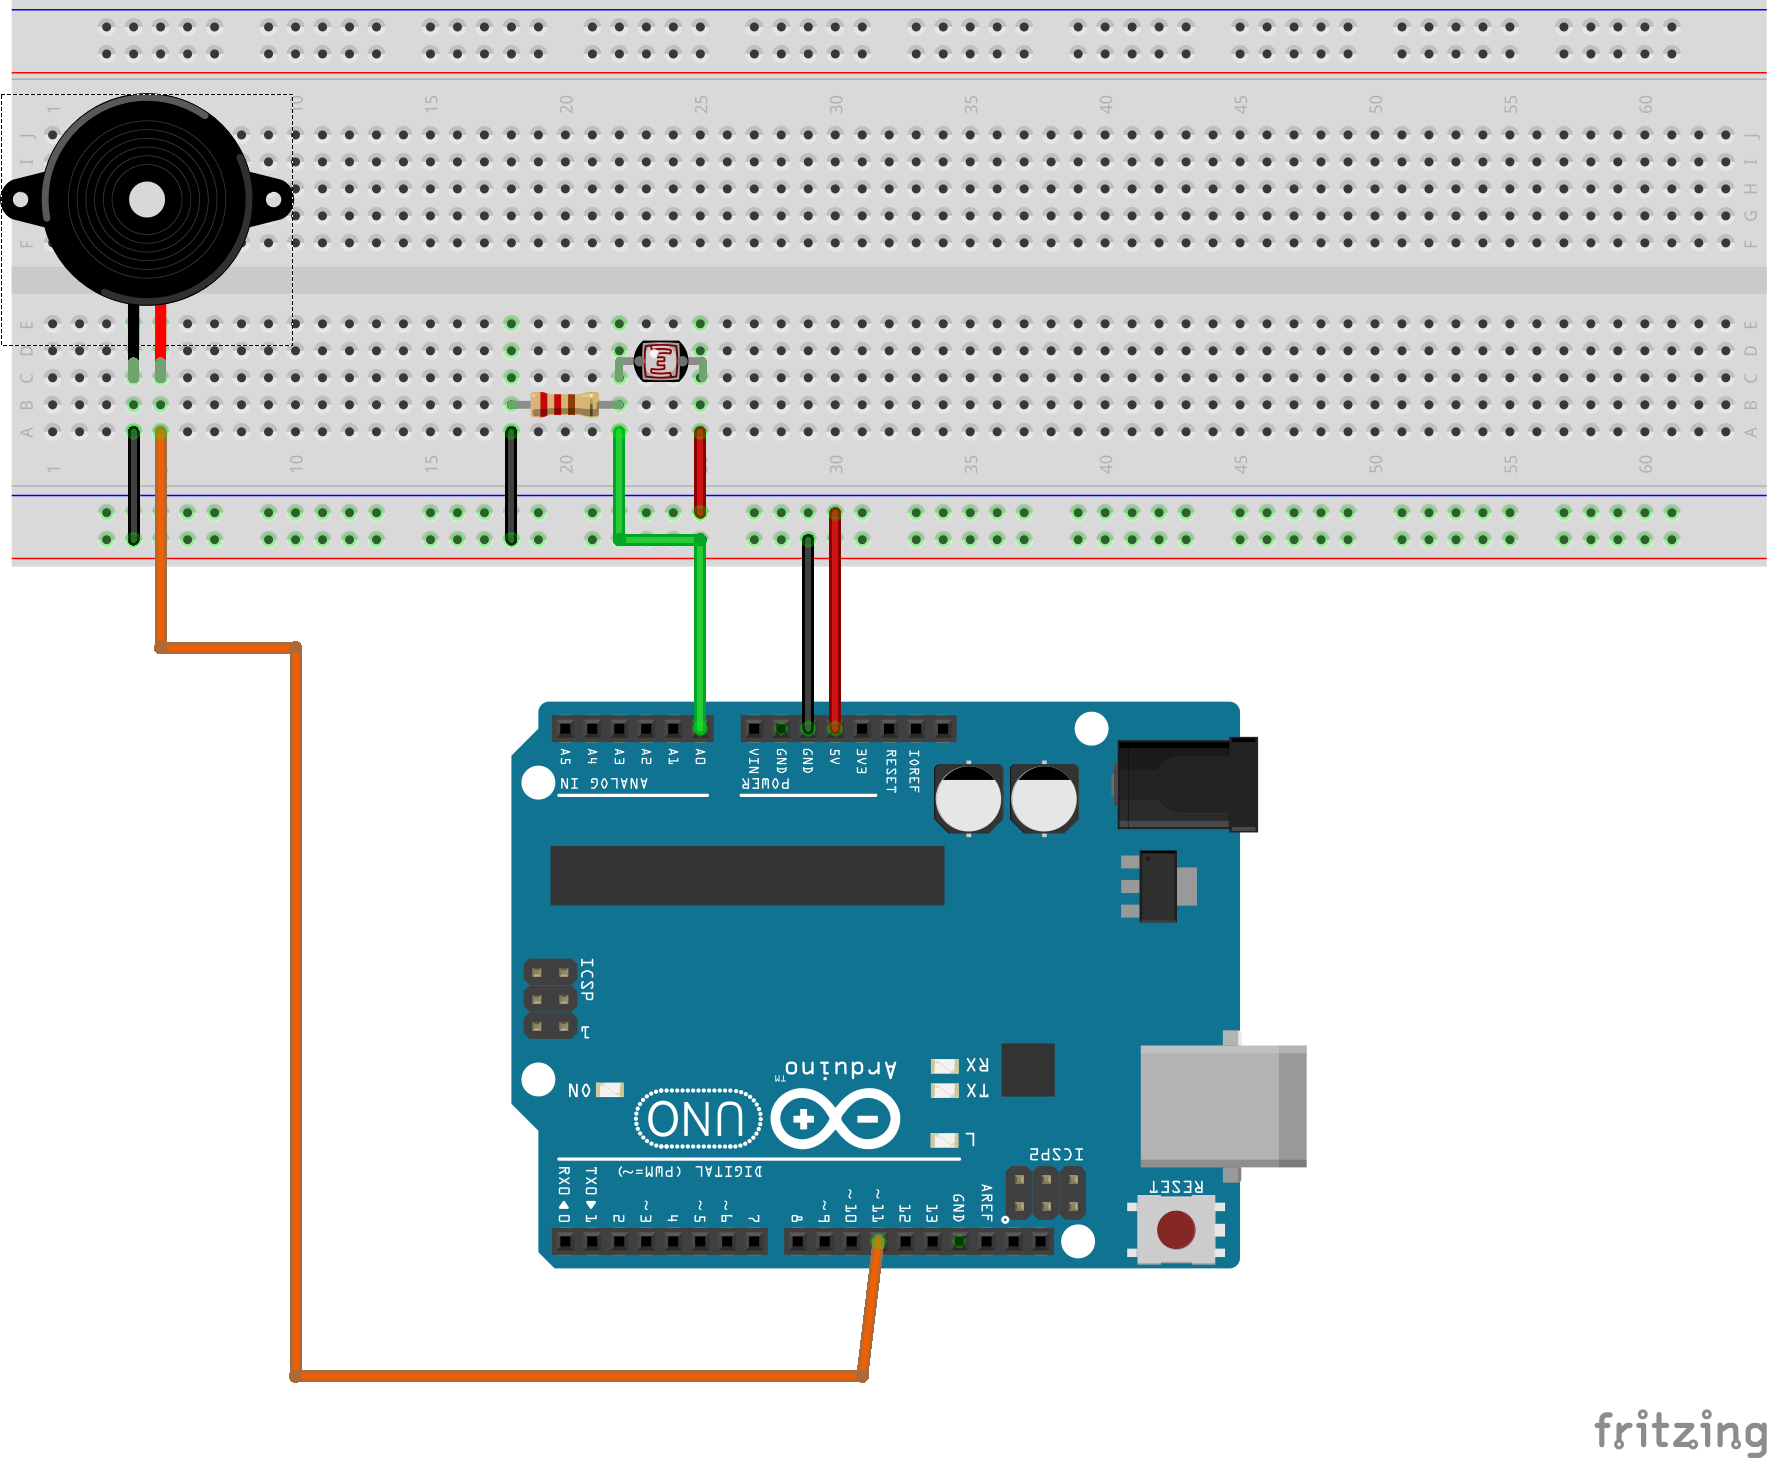 1 10 15 20 25 30 35 40 45 50 55 60
J J
I I
H
G
F F
E E
D D
C C
B B
A A
1 10 15 20 25 30 35 40 45 50 55 60
A5 A4 A3 A2 A1 A0 VIN GND GND 5V 3V3 RESET IOREF
ANALOG IN POWER
ICSP
1
Arduino™
RX
ON
TX
UNO
L
ICSP2
DIGITAL (PWM=~)
RESET
RX0◀0 TX0▶1 2 ~3 4 ~5 ~6 7 8 ~9 ~10 ~11 12 13 GND AREF
fritzing